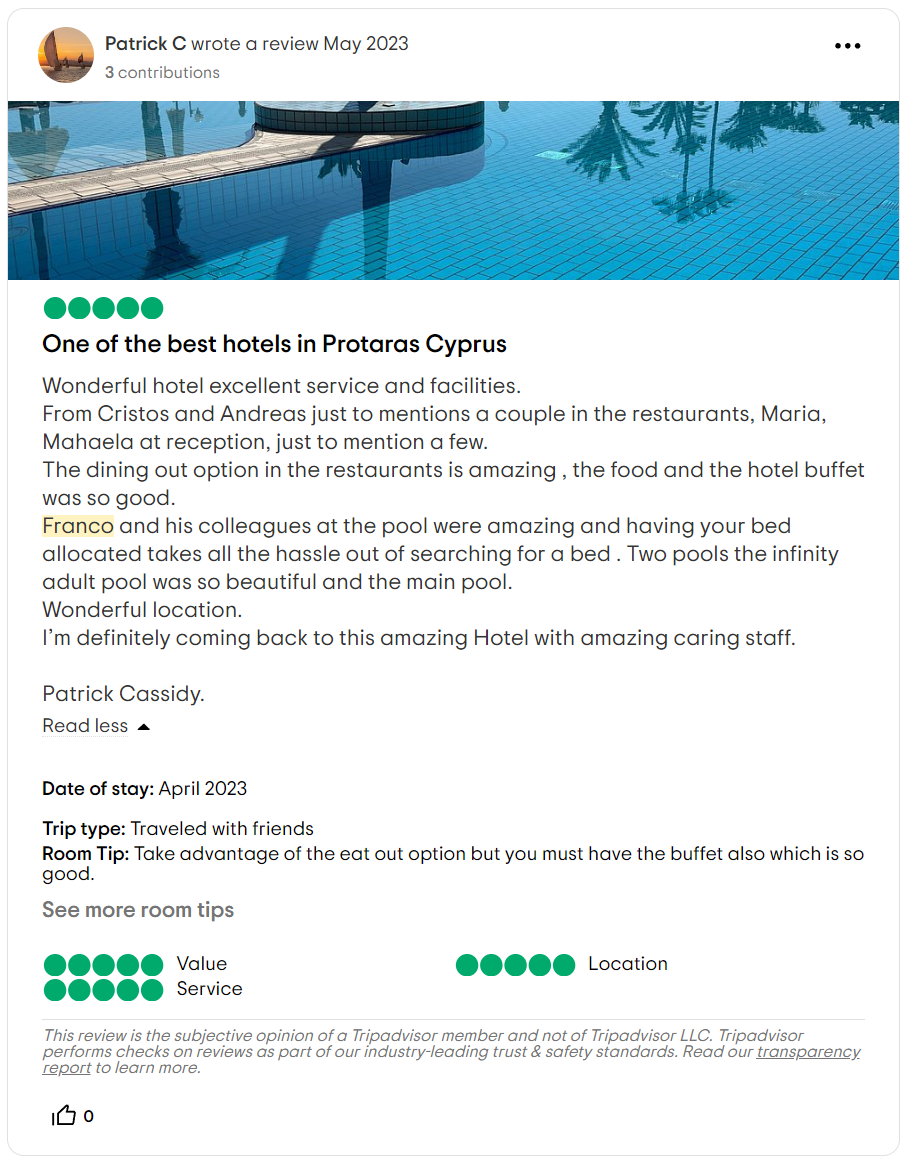 Patrick C wrote a review May 2023
3 contributions
One of the best hotels in Protaras Cyprus
Wonderful hotel excellent service and facilities.
From Cristos and Andreas just to mentions a couple in the restaurants, Maria,
Mahaela at reception, just to mention a few.
The dining out option in the restaurants is amazing , the food and the hotel buffet
was so good.
Franco and his colleagues at the pool were amazing and having your bed
allocated takes all the hassle out of searching for a bed . Two pools the infinity
adult pool was so beautiful and the main pool.
Wonderful location.
I’m definitely coming back to this amazing Hotel with amazing caring staff.
Patrick Cassidy.
Read less
Date of stay: April 2023
Trip type: Traveled with friends
Room Tip: Take advantage of the eat out option but you must have the buffet also which is so
good.
See more room tips
Value
Location
Service
This review is the subjective opinion of a Tripadvisor member and not of Tripadvisor LLC. Tripadvisor
performs checks on reviews as part of our industry-leading trust & safety standards. Read our transparency
report to learn more.
0